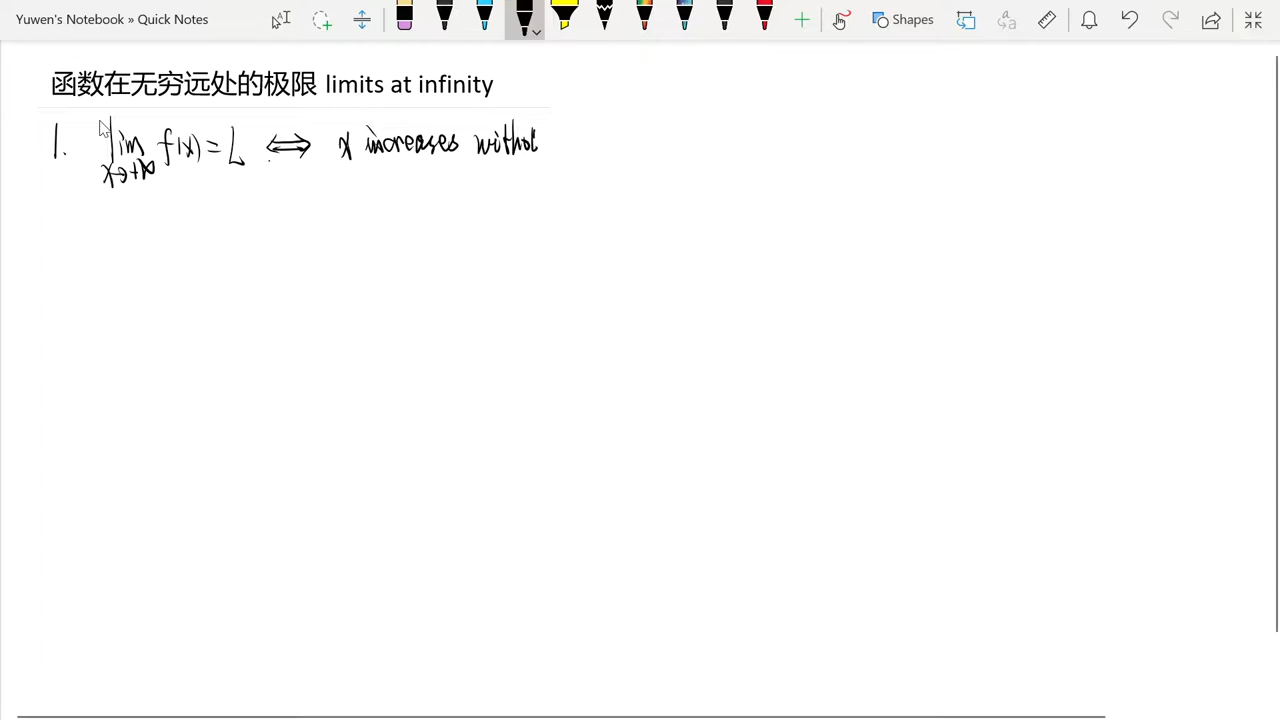 Yuwen's Notebook » Quick Notes
Shapes
函数在无穷远处的极限 limits at infinity
1. lim f(x) = L ⇔ x increases withou
x→+∞